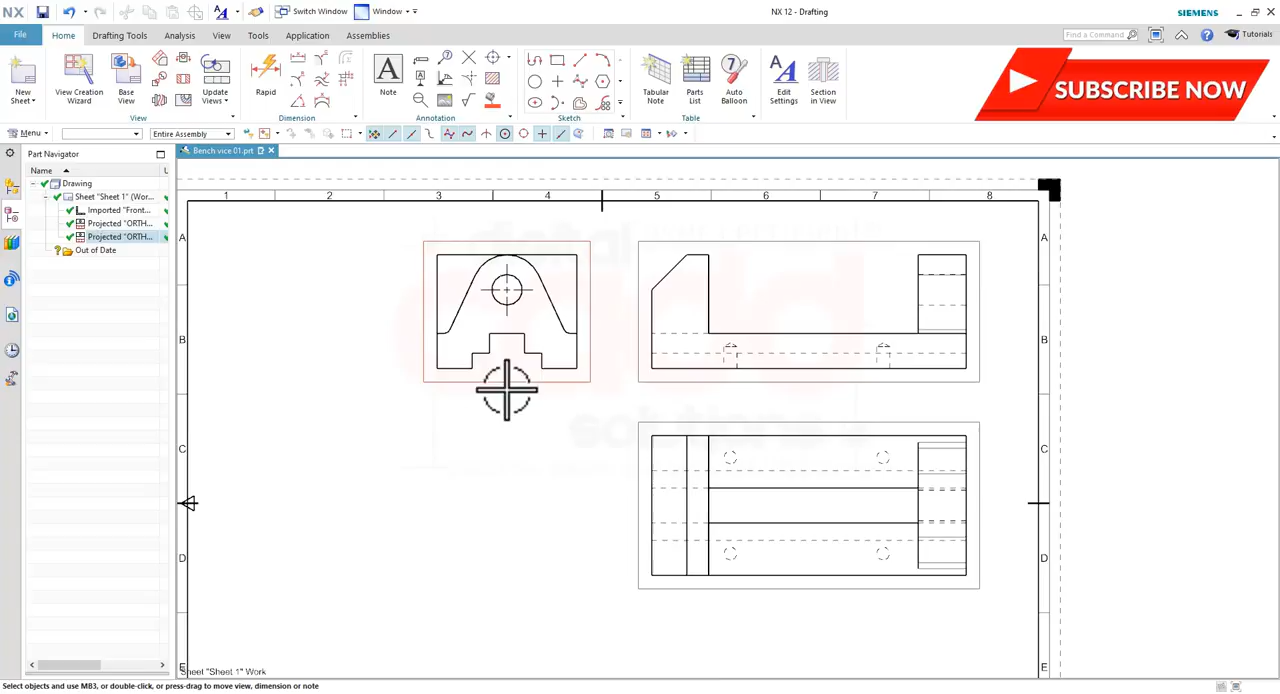 NX
Switch Window
Window
NX 12 - Drafting
SIEMENS
File
Home
Drafting Tools
Analysis
View
Tools
Application
Assemblies
Find a Command
Tutorials
New
Sheet
View Creation
Wizard
Base
View
Update
Views
View
Rapid
Dimension
Note
Annotation
Sketch
Tabular
Note
Parts
List
Auto
Balloon
Table
Edit
Settings
Section
in View
SUBSCRIBE NOW
Menu
Entire Assembly
Part Navigator
Bench vice 01.prt
Name
Drawing
Sheet "Sheet 1" (Wor...
Imported "Front...
Projected "ORTH...
Projected "ORTH...
Out of Date
1 2 3 4 5 6 7 8
A A
B B
C C
D D
E E
digital
solutions
Sheet "Sheet 1" Work
Select objects and use MB3, or double-click, or press-drag to move view, dimension or note